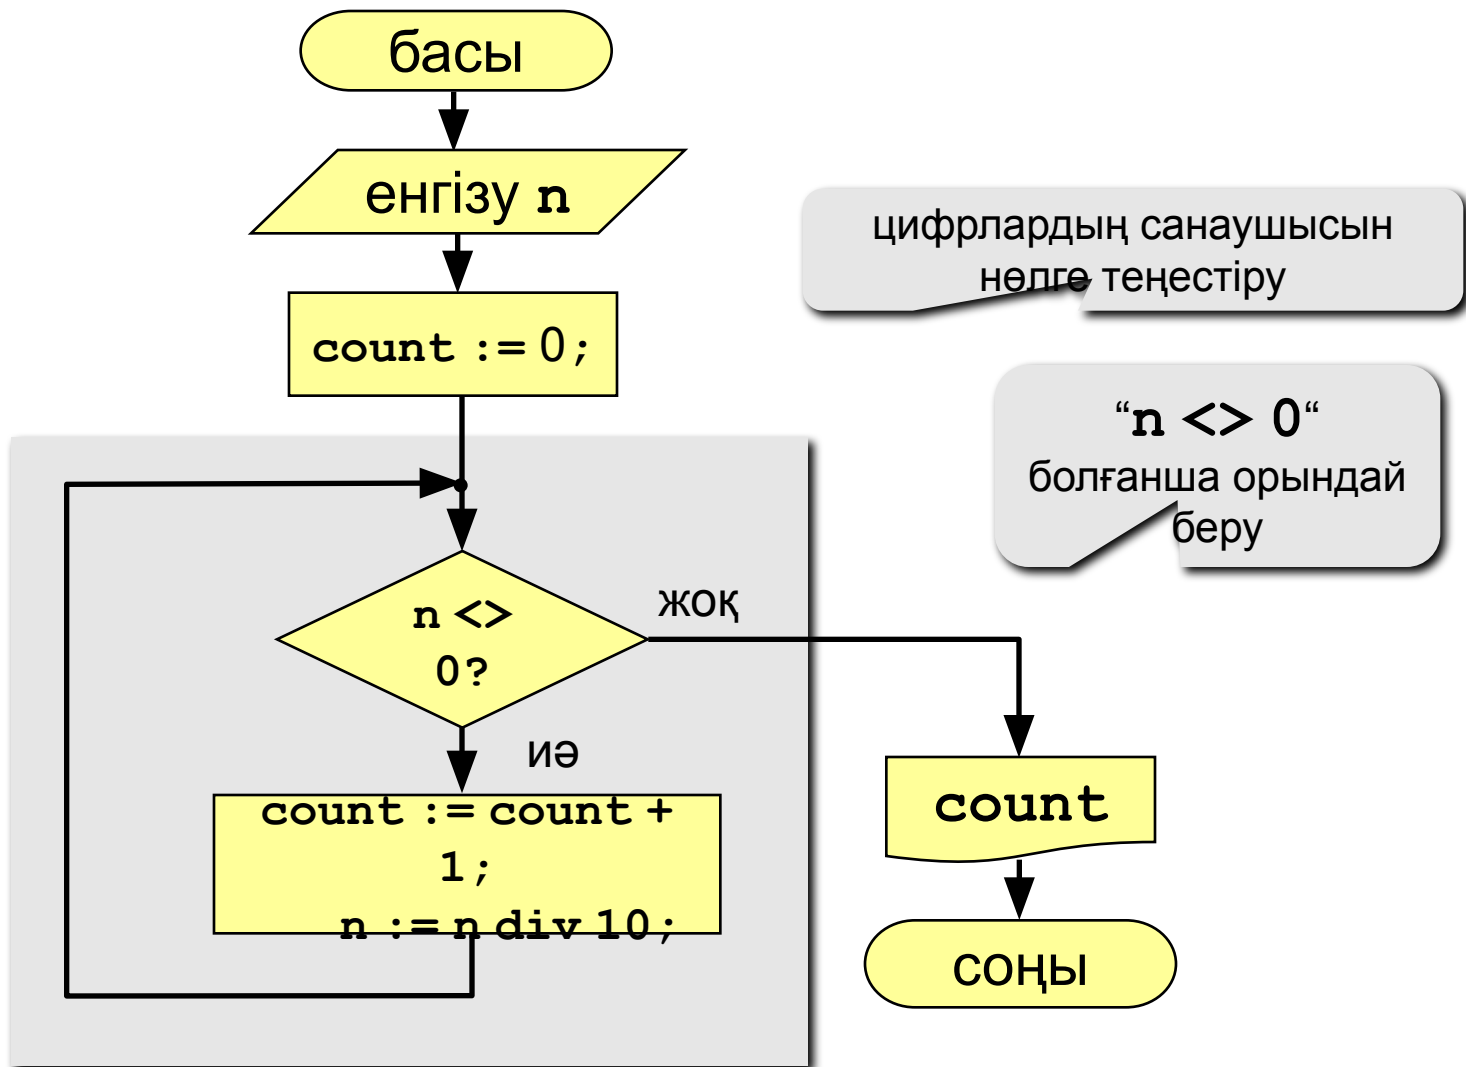 басы
енгізу n
цифрлардың санаушысын
нөлге теңестіру
count := 0;
“n <> 0“
болғанша орындай
беру
n <>
0?
жоқ
иә
count := count +
1;
n := n div 10;
count
соңы